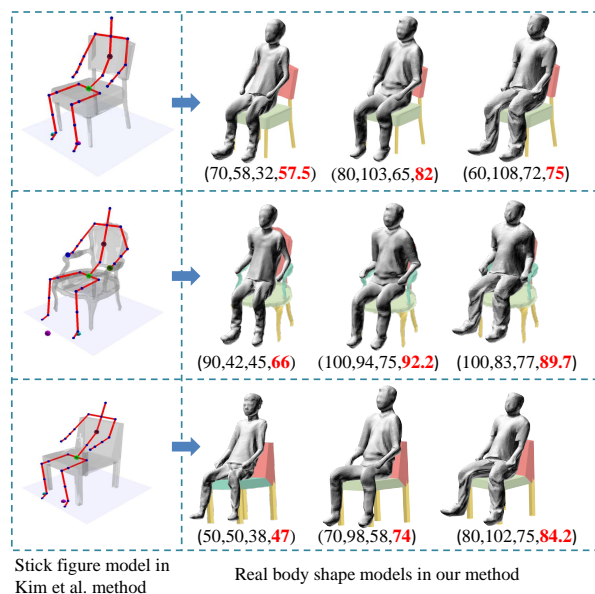 (70,58,32,57.5) (80,103,65,82) (60,108,72,75)
(90,42,45,66) (100,94,75,92.2) (100,83,77,89.7)
(50,50,38,47) (70,98,58,74) (80,102,75,84.2)
Stick figure model in
Kim et al. method
Real body shape models in our method